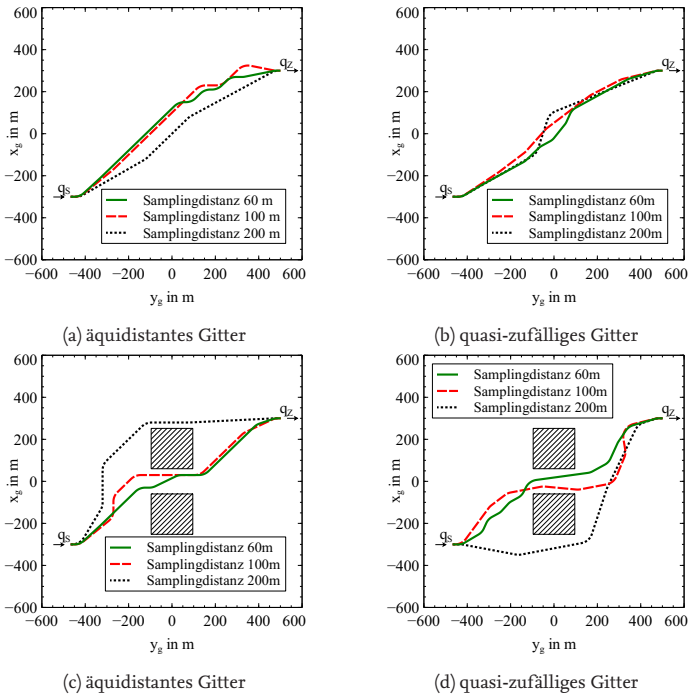 600
400
200
0
−200
−400
−600
−600 −400 −200 0 200 400 600
x_g in m
y_g in m
q_S
q_Z
Samplingdistanz 60 m
Samplingdistanz 100 m
Samplingdistanz 200 m
(a) äquidistantes Gitter
600
400
200
0
−200
−400
−600
−600 −400 −200 0 200 400 600
x_g in m
y_g in m
q_S
q_Z
Samplingdistanz 60m
Samplingdistanz 100m
Samplingdistanz 200m
(b) quasi-zufälliges Gitter
600
400
200
0
−200
−400
−600
−600 −400 −200 0 200 400 600
x_g in m
y_g in m
q_S
q_Z
Samplingdistanz 60m
Samplingdistanz 100m
Samplingdistanz 200m
(c) äquidistantes Gitter
600
400
200
0
−200
−400
−600
−600 −400 −200 0 200 400 600
x_g in m
y_g in m
q_S
q_Z
Samplingdistanz 60m
Samplingdistanz 100m
Samplingdistanz 200m
(d) quasi-zufälliges Gitter